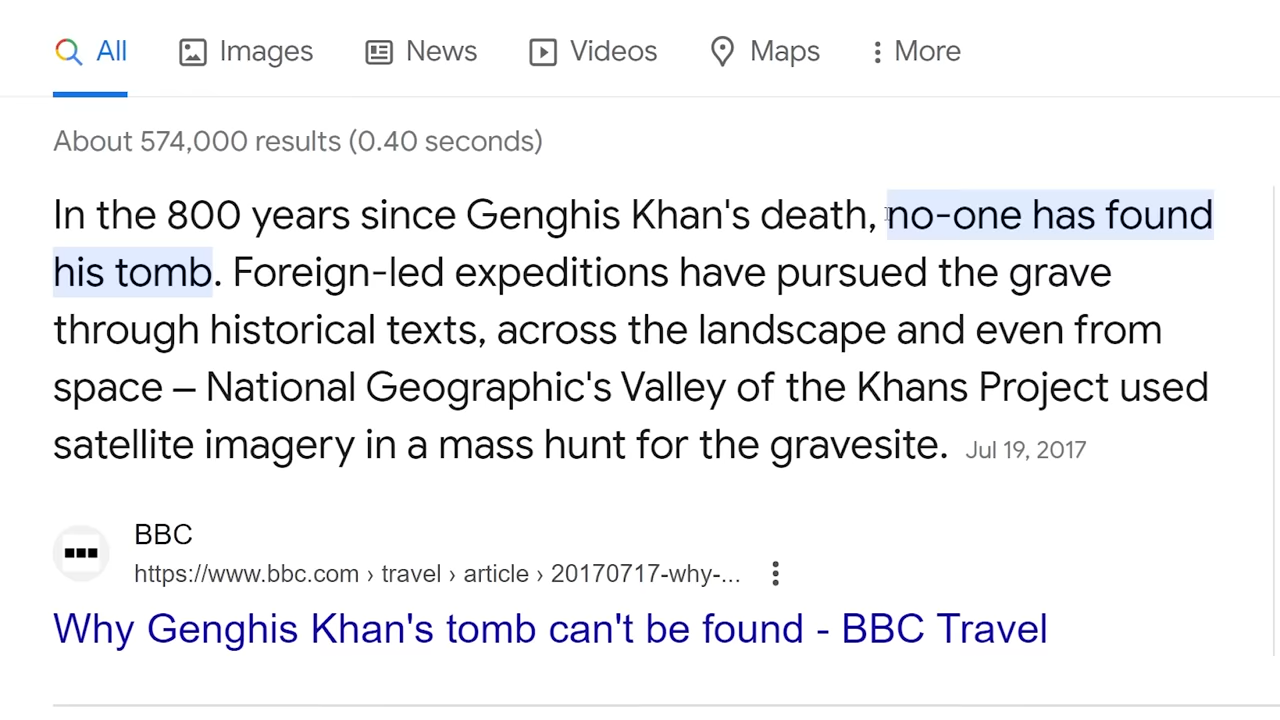 All Images News Videos Maps More
About 574,000 results (0.40 seconds)
In the 800 years since Genghis Khan's death, no-one has found
his tomb. Foreign-led expeditions have pursued the grave
through historical texts, across the landscape and even from
space – National Geographic's Valley of the Khans Project used
satellite imagery in a mass hunt for the gravesite. Jul 19, 2017
BBC
https://www.bbc.com › travel › article › 20170717-why-...
Why Genghis Khan's tomb can't be found - BBC Travel